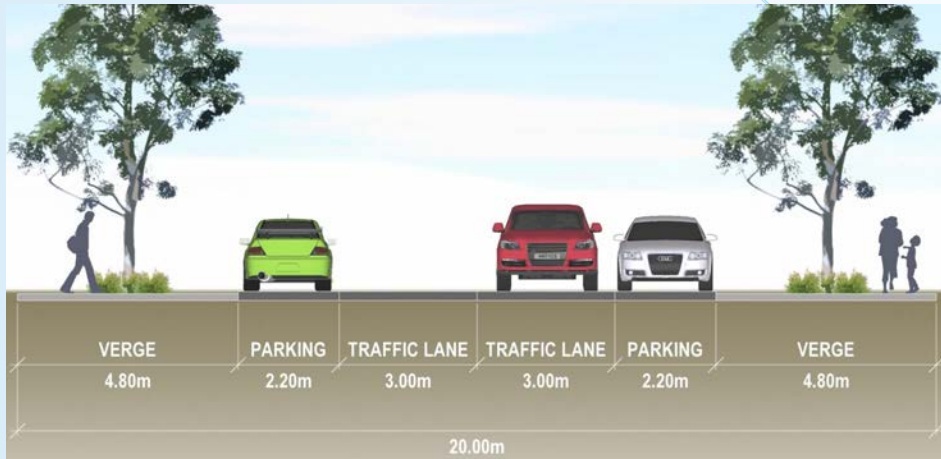 VERGE PARKING TRAFFIC LANE TRAFFIC LANE PARKING VERGE
4.80m 2.20m 3.00m 3.00m 2.20m 4.80m
20.00m